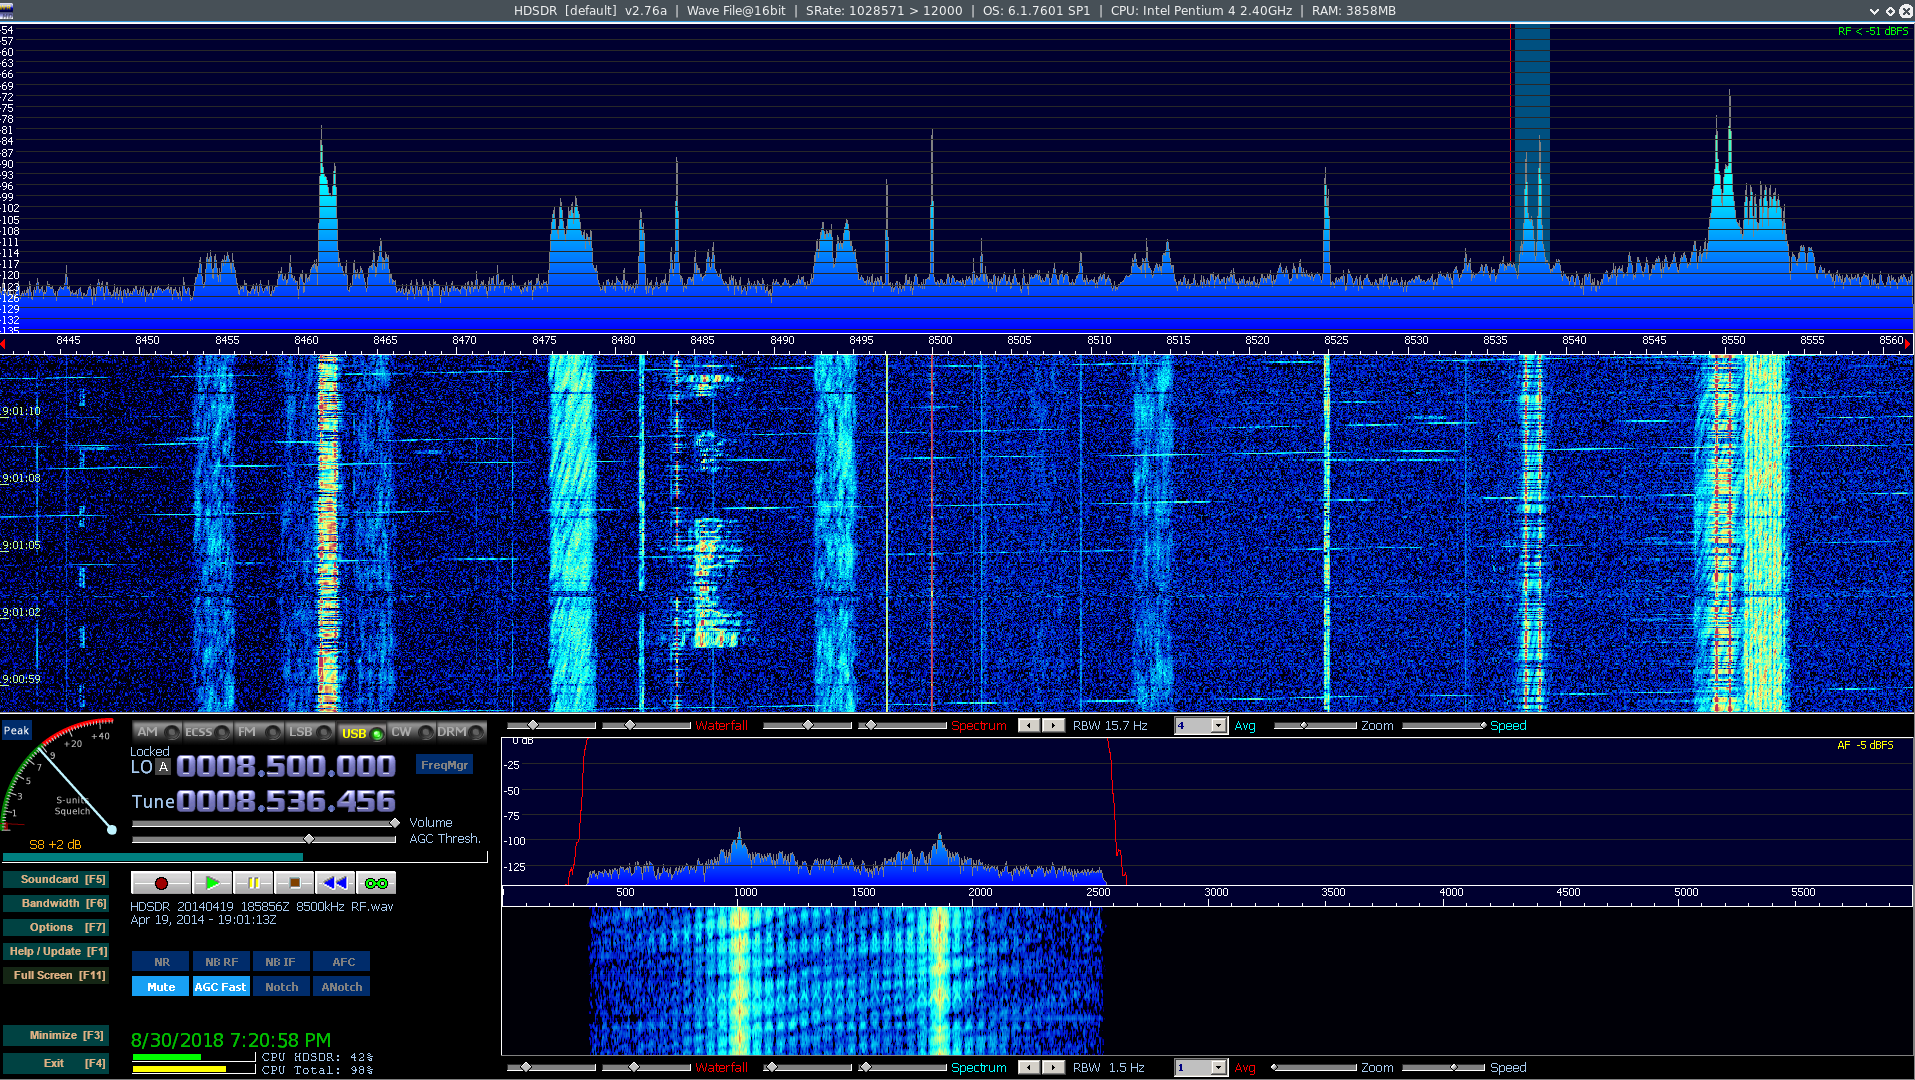 HDSDR [default] v2.76a | Wave File@16bit | SRate: 1028571 > 12000 | OS: 6.1.7601 SP1 | CPU: Intel Pentium 4 2.40GHz | RAM: 3858MB
RF < -51 dBFS
-54
-57
-60
-63
-66
-69
-72
-75
-78
-81
-84
-87
-90
-93
-96
-99
-102
-105
-108
-111
-114
-117
-120
-123
-126
-129
-132
-135
8445 8450 8455 8460 8465 8470 8475 8480 8485 8490 8495 8500 8505 8510 8515 8520 8525 8530 8535 8540 8545 8550 8555 8560
19:01:10
19:01:08
19:01:05
19:01:02
19:00:59
Peak
+20 +40
1 3 5 7 9
S-units
Squelch
S8 +2 dB
AM ECSS FM LSB USB CW DRM
Locked
LO A 0008.500.000 FreqMgr
Tune 0008.536.456
Volume
AGC Thresh.
Waterfall Spectrum RBW 15.7 Hz 4 Avg Zoom Speed
Soundcard [F5]
Bandwidth [F6]
Options [F7]
Help / Update [F1]
Full Screen [F11]
Minimize [F3]
Exit [F4]
HDSDR 20140419 185856Z 8500kHz RF.wav
Apr 19, 2014 - 19:01:13Z
NR NB RF NB IF AFC
Mute AGC Fast Notch ANotch
8/30/2018 7:20:58 PM
CPU HDSDR: 42%
CPU Total: 98%
AF -5 dBFS
0 dB
-25
-50
-75
-100
-125
500 1000 1500 2000 2500 3000 3500 4000 4500 5000 5500
Waterfall Spectrum RBW 1.5 Hz 1 Avg Zoom Speed